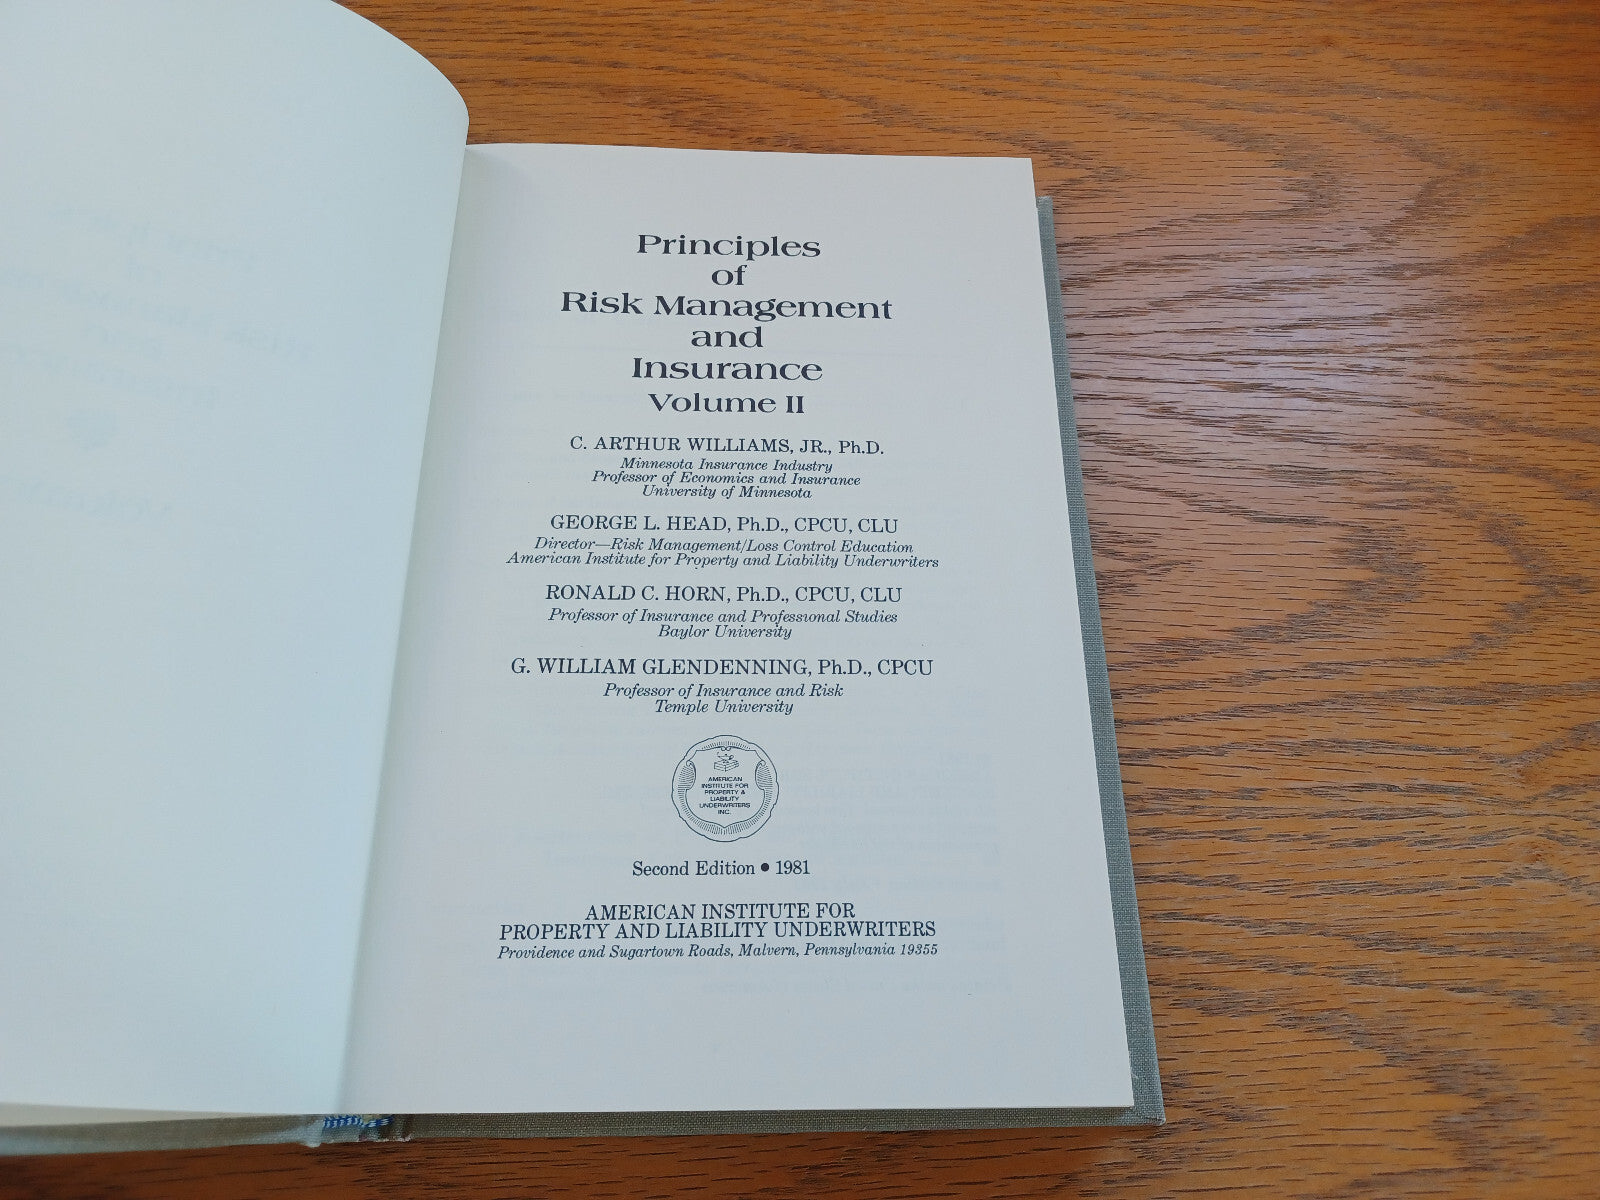 Principles
of
Risk Management
and
Insurance
Volume II
C. ARTHUR WILLIAMS, JR., Ph.D.
Minnesota Insurance Industry
Professor of Economics and Insurance
University of Minnesota
GEORGE L. HEAD, Ph.D., CPCU, CLU
Director—Risk Management/Loss Control Education
American Institute for Property and Liability Underwriters
RONALD C. HORN, Ph.D., CPCU, CLU
Professor of Insurance and Professional Studies
Baylor University
G. WILLIAM GLENDENNING, Ph.D., CPCU
Professor of Insurance and Risk
Temple University
AMERICAN
INSTITUTE FOR
PROPERTY &
LIABILITY
UNDERWRITERS
INC.
Second Edition • 1981
AMERICAN INSTITUTE FOR
PROPERTY AND LIABILITY UNDERWRITERS
Providence and Sugartown Roads, Malvern, Pennsylvania 19355